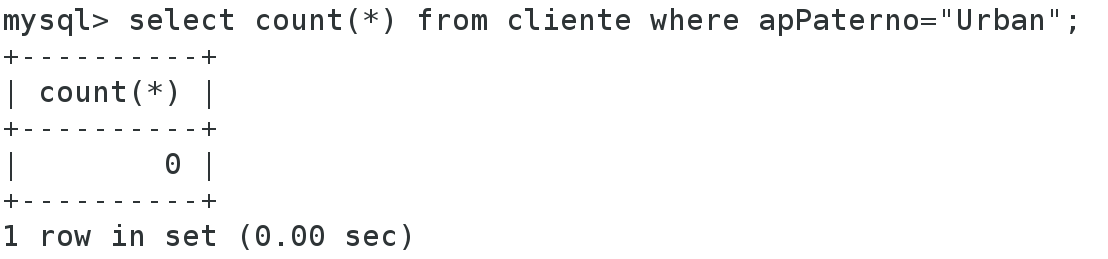 mysql> select count(*) from cliente where apPaterno="Urban";
+----------+
| count(*) |
+----------+
|        0 |
+----------+
1 row in set (0.00 sec)